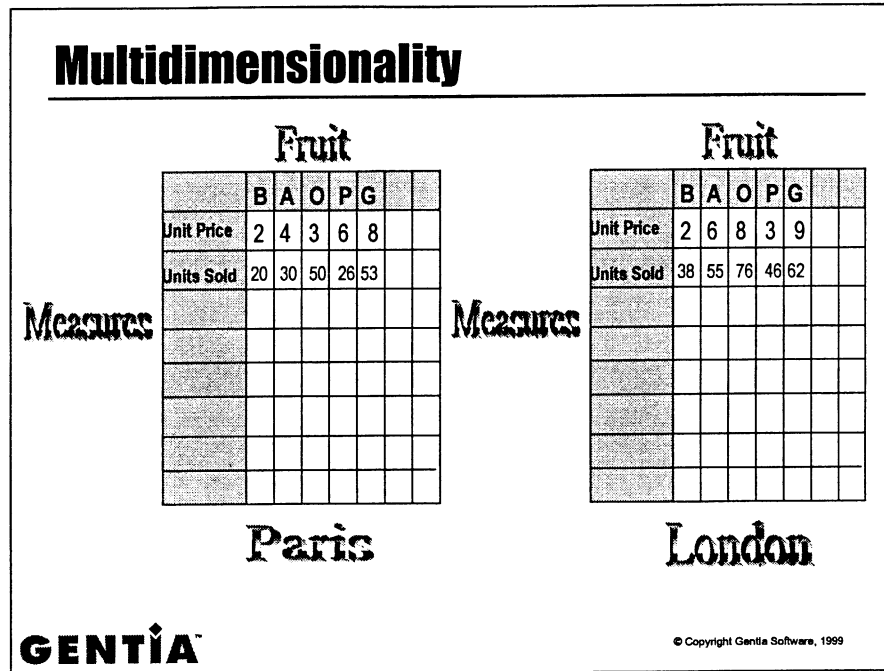 Multidimensionality
Fruit
B A O P G
Unit Price 2 4 3 6 8
Units Sold 20 30 50 26 53
Measures
Paris
Fruit
B A O P G
Unit Price 2 6 8 3 9
Units Sold 38 55 76 46 62
Measures
London
GENTIA™
© Copyright Gentia Software, 1999